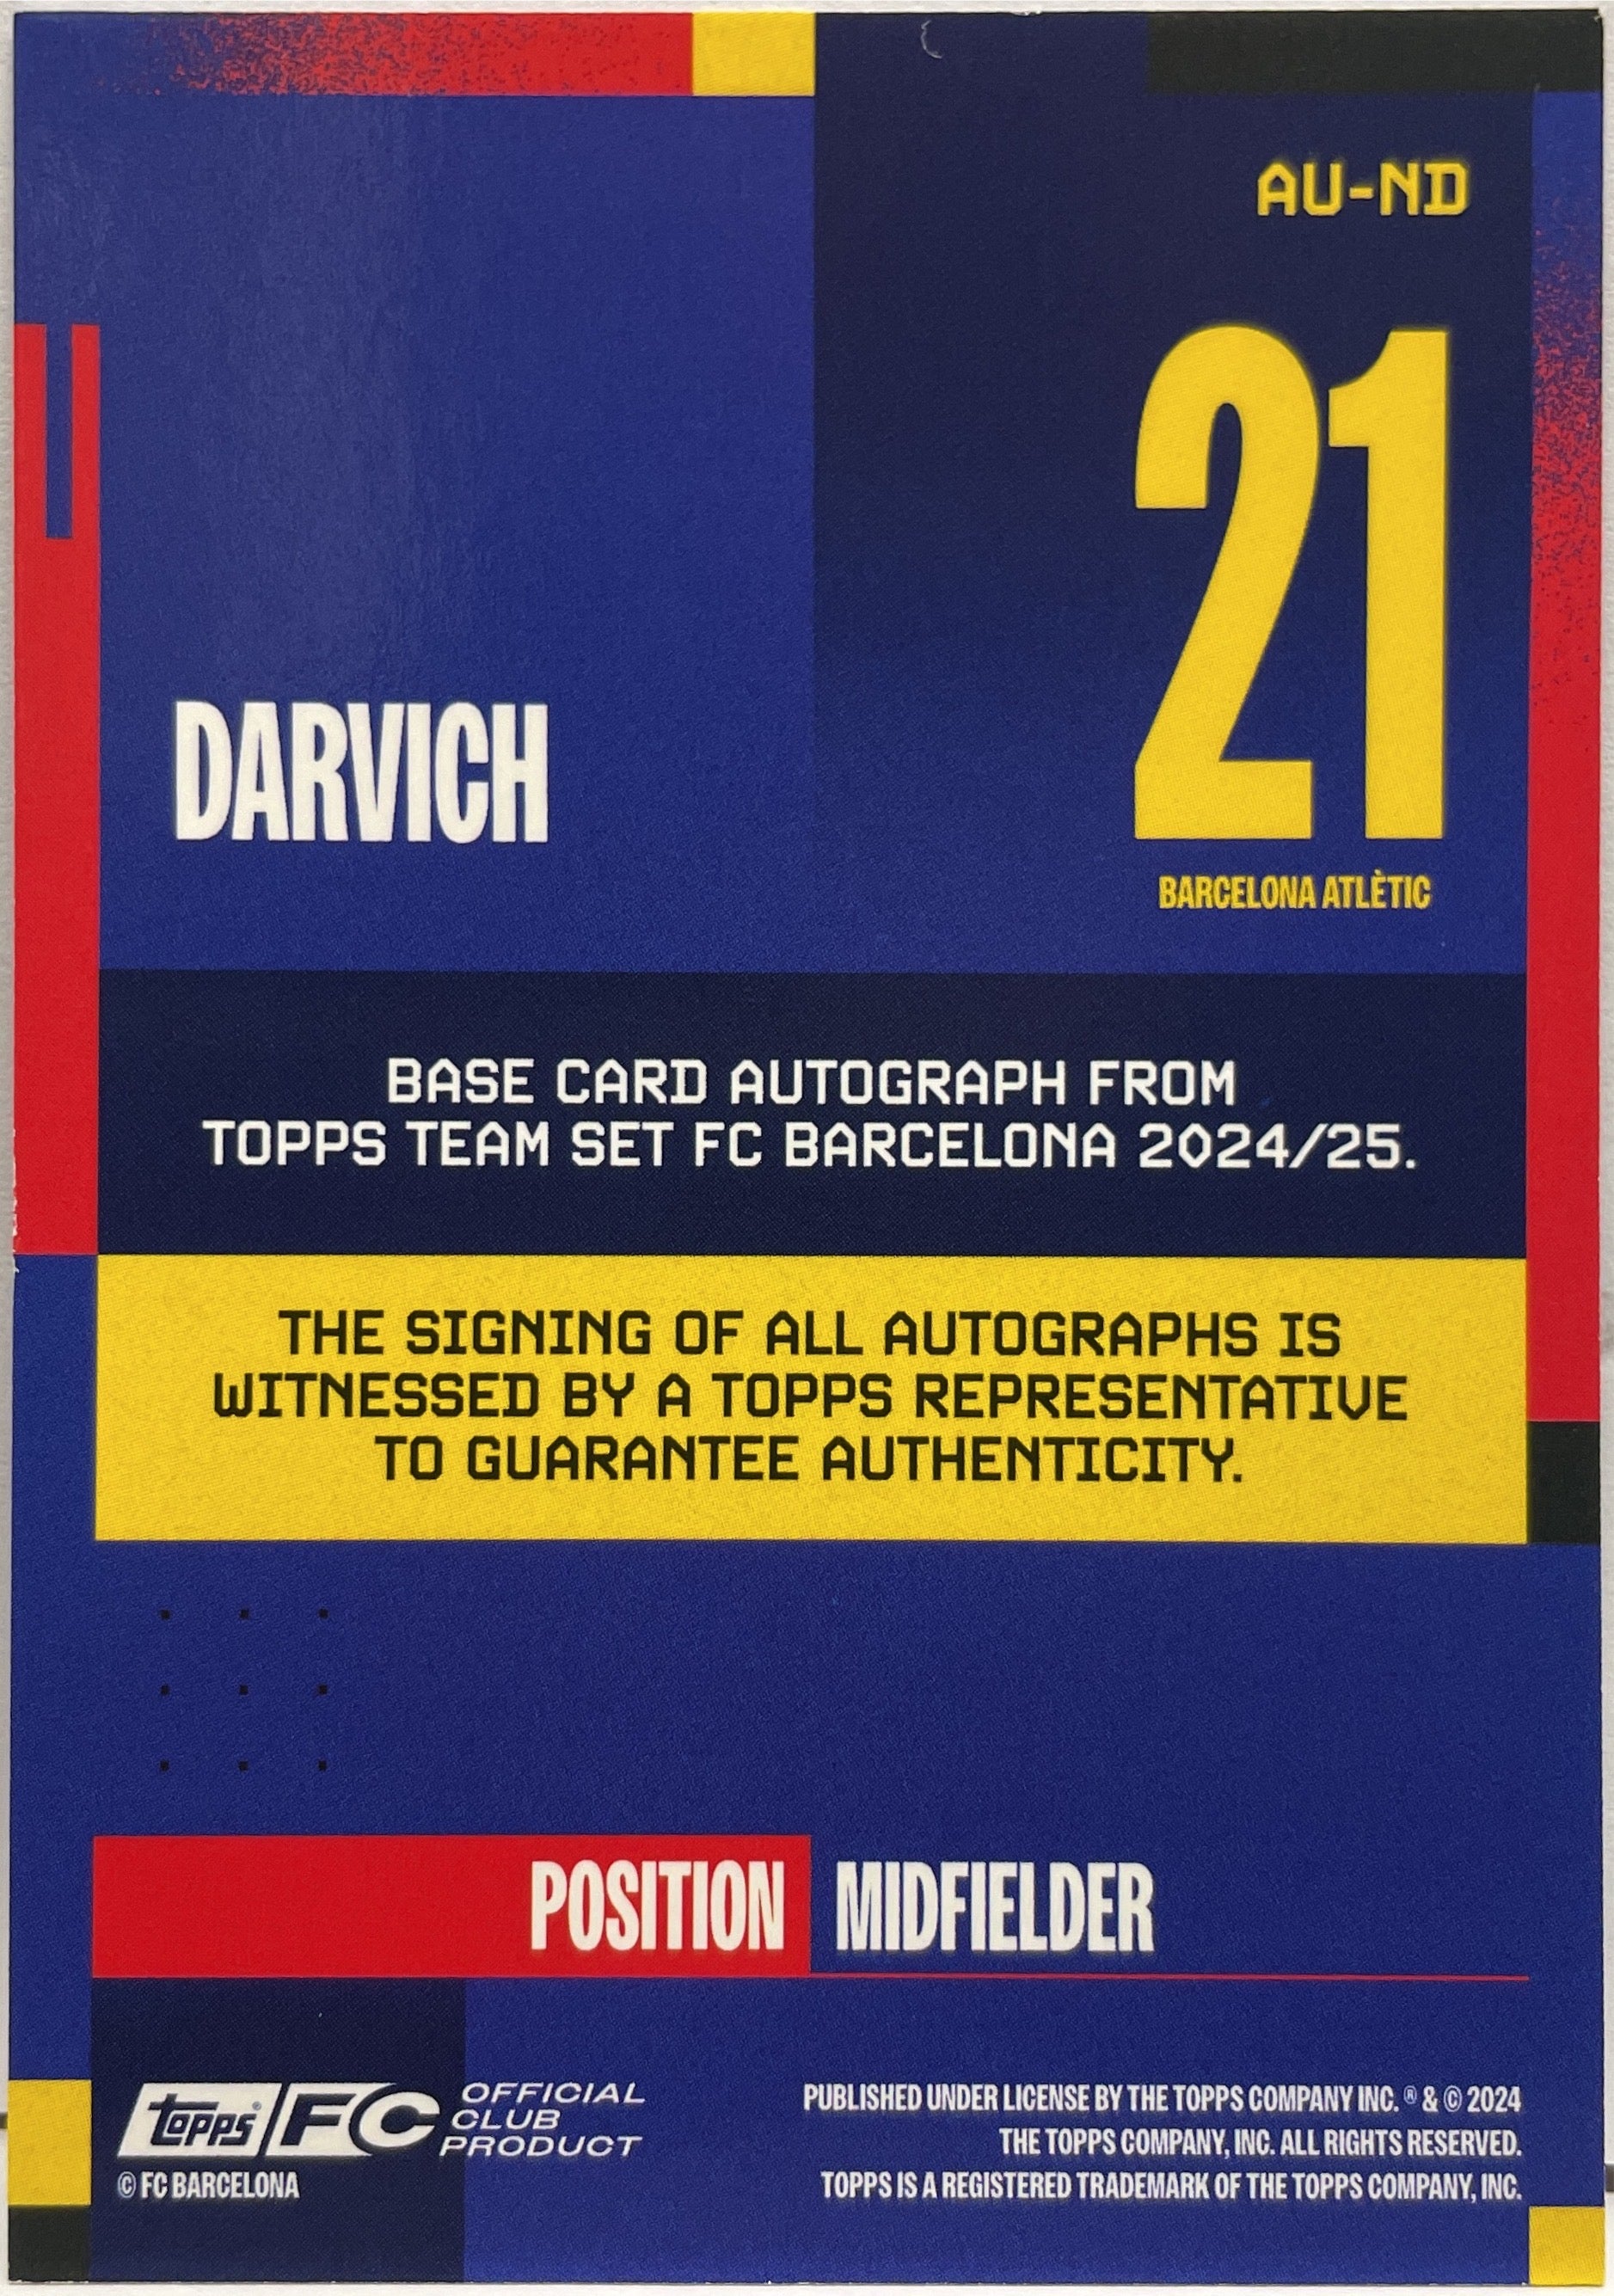 AU-ND
21
DARVICH
BARCELONA ATLÈTIC
BASE CARD AUTOGRAPH FROM
TOPPS TEAM SET FC BARCELONA 2024/25.
THE SIGNING OF ALL AUTOGRAPHS IS
WITNESSED BY A TOPPS REPRESENTATIVE
TO GUARANTEE AUTHENTICITY.
POSITION MIDFIELDER
topps® FC
OFFICIAL
CLUB
PRODUCT
© FC BARCELONA
PUBLISHED UNDER LICENSE BY THE TOPPS COMPANY INC. ® & © 2024
THE TOPPS COMPANY, INC. ALL RIGHTS RESERVED.
TOPPS IS A REGISTERED TRADEMARK OF THE TOPPS COMPANY, INC.